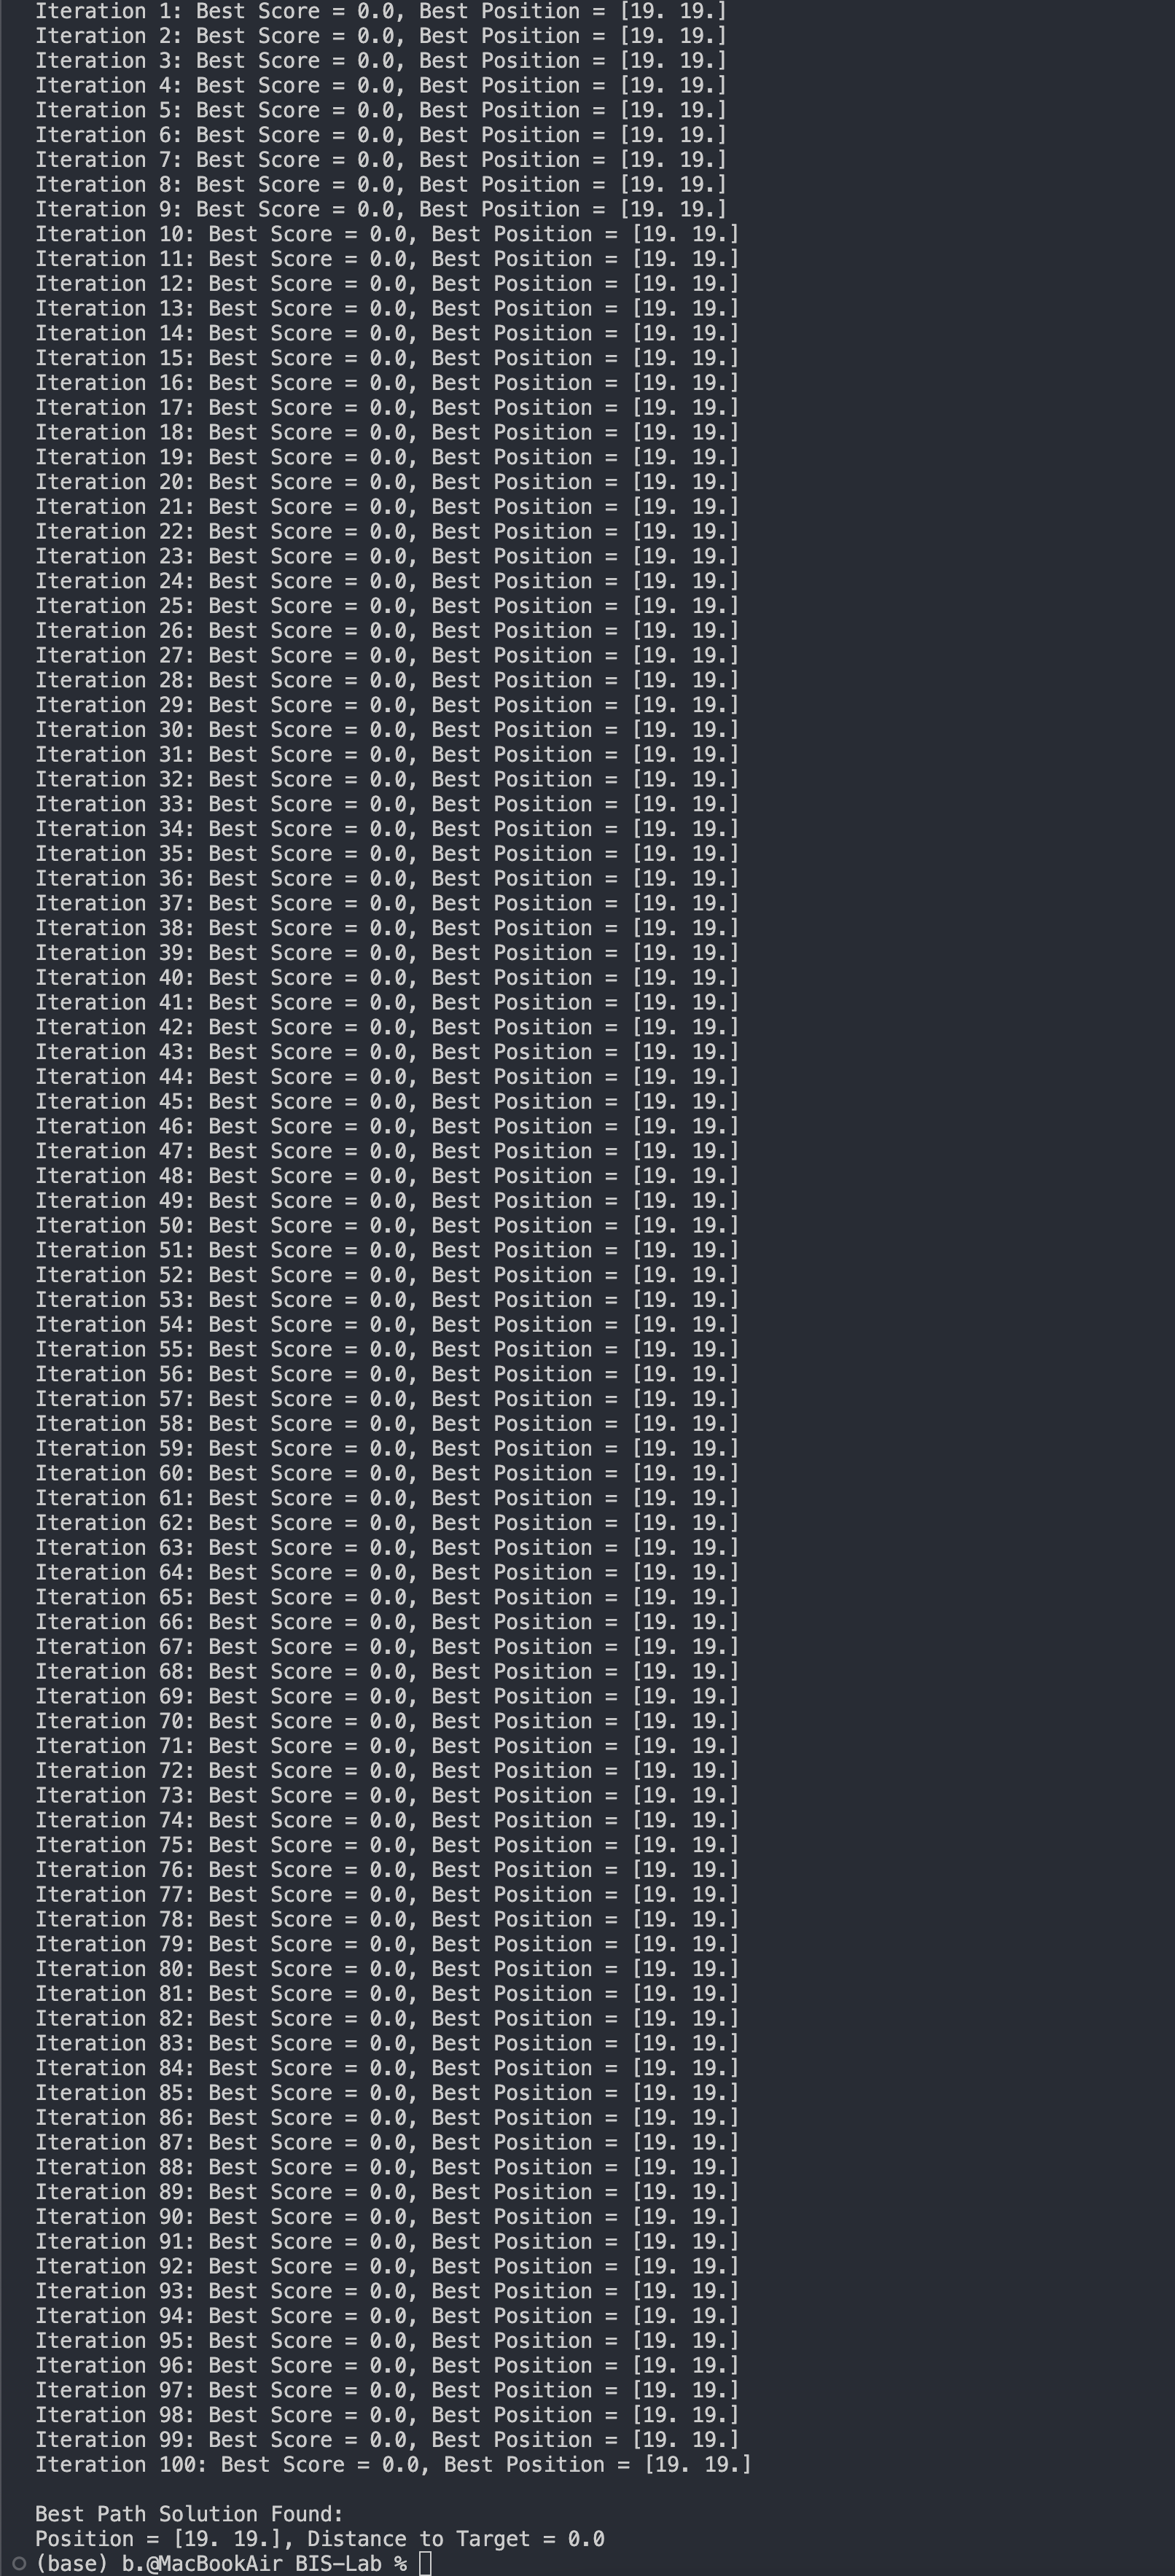 Iteration 1: Best Score = 0.0, Best Position = [19. 19.]
Iteration 2: Best Score = 0.0, Best Position = [19. 19.]
Iteration 3: Best Score = 0.0, Best Position = [19. 19.]
Iteration 4: Best Score = 0.0, Best Position = [19. 19.]
Iteration 5: Best Score = 0.0, Best Position = [19. 19.]
Iteration 6: Best Score = 0.0, Best Position = [19. 19.]
Iteration 7: Best Score = 0.0, Best Position = [19. 19.]
Iteration 8: Best Score = 0.0, Best Position = [19. 19.]
Iteration 9: Best Score = 0.0, Best Position = [19. 19.]
Iteration 10: Best Score = 0.0, Best Position = [19. 19.]
Iteration 11: Best Score = 0.0, Best Position = [19. 19.]
Iteration 12: Best Score = 0.0, Best Position = [19. 19.]
Iteration 13: Best Score = 0.0, Best Position = [19. 19.]
Iteration 14: Best Score = 0.0, Best Position = [19. 19.]
Iteration 15: Best Score = 0.0, Best Position = [19. 19.]
Iteration 16: Best Score = 0.0, Best Position = [19. 19.]
Iteration 17: Best Score = 0.0, Best Position = [19. 19.]
Iteration 18: Best Score = 0.0, Best Position = [19. 19.]
Iteration 19: Best Score = 0.0, Best Position = [19. 19.]
Iteration 20: Best Score = 0.0, Best Position = [19. 19.]
Iteration 21: Best Score = 0.0, Best Position = [19. 19.]
Iteration 22: Best Score = 0.0, Best Position = [19. 19.]
Iteration 23: Best Score = 0.0, Best Position = [19. 19.]
Iteration 24: Best Score = 0.0, Best Position = [19. 19.]
Iteration 25: Best Score = 0.0, Best Position = [19. 19.]
Iteration 26: Best Score = 0.0, Best Position = [19. 19.]
Iteration 27: Best Score = 0.0, Best Position = [19. 19.]
Iteration 28: Best Score = 0.0, Best Position = [19. 19.]
Iteration 29: Best Score = 0.0, Best Position = [19. 19.]
Iteration 30: Best Score = 0.0, Best Position = [19. 19.]
Iteration 31: Best Score = 0.0, Best Position = [19. 19.]
Iteration 32: Best Score = 0.0, Best Position = [19. 19.]
Iteration 33: Best Score = 0.0, Best Position = [19. 19.]
Iteration 34: Best Score = 0.0, Best Position = [19. 19.]
Iteration 35: Best Score = 0.0, Best Position = [19. 19.]
Iteration 36: Best Score = 0.0, Best Position = [19. 19.]
Iteration 37: Best Score = 0.0, Best Position = [19. 19.]
Iteration 38: Best Score = 0.0, Best Position = [19. 19.]
Iteration 39: Best Score = 0.0, Best Position = [19. 19.]
Iteration 40: Best Score = 0.0, Best Position = [19. 19.]
Iteration 41: Best Score = 0.0, Best Position = [19. 19.]
Iteration 42: Best Score = 0.0, Best Position = [19. 19.]
Iteration 43: Best Score = 0.0, Best Position = [19. 19.]
Iteration 44: Best Score = 0.0, Best Position = [19. 19.]
Iteration 45: Best Score = 0.0, Best Position = [19. 19.]
Iteration 46: Best Score = 0.0, Best Position = [19. 19.]
Iteration 47: Best Score = 0.0, Best Position = [19. 19.]
Iteration 48: Best Score = 0.0, Best Position = [19. 19.]
Iteration 49: Best Score = 0.0, Best Position = [19. 19.]
Iteration 50: Best Score = 0.0, Best Position = [19. 19.]
Iteration 51: Best Score = 0.0, Best Position = [19. 19.]
Iteration 52: Best Score = 0.0, Best Position = [19. 19.]
Iteration 53: Best Score = 0.0, Best Position = [19. 19.]
Iteration 54: Best Score = 0.0, Best Position = [19. 19.]
Iteration 55: Best Score = 0.0, Best Position = [19. 19.]
Iteration 56: Best Score = 0.0, Best Position = [19. 19.]
Iteration 57: Best Score = 0.0, Best Position = [19. 19.]
Iteration 58: Best Score = 0.0, Best Position = [19. 19.]
Iteration 59: Best Score = 0.0, Best Position = [19. 19.]
Iteration 60: Best Score = 0.0, Best Position = [19. 19.]
Iteration 61: Best Score = 0.0, Best Position = [19. 19.]
Iteration 62: Best Score = 0.0, Best Position = [19. 19.]
Iteration 63: Best Score = 0.0, Best Position = [19. 19.]
Iteration 64: Best Score = 0.0, Best Position = [19. 19.]
Iteration 65: Best Score = 0.0, Best Position = [19. 19.]
Iteration 66: Best Score = 0.0, Best Position = [19. 19.]
Iteration 67: Best Score = 0.0, Best Position = [19. 19.]
Iteration 68: Best Score = 0.0, Best Position = [19. 19.]
Iteration 69: Best Score = 0.0, Best Position = [19. 19.]
Iteration 70: Best Score = 0.0, Best Position = [19. 19.]
Iteration 71: Best Score = 0.0, Best Position = [19. 19.]
Iteration 72: Best Score = 0.0, Best Position = [19. 19.]
Iteration 73: Best Score = 0.0, Best Position = [19. 19.]
Iteration 74: Best Score = 0.0, Best Position = [19. 19.]
Iteration 75: Best Score = 0.0, Best Position = [19. 19.]
Iteration 76: Best Score = 0.0, Best Position = [19. 19.]
Iteration 77: Best Score = 0.0, Best Position = [19. 19.]
Iteration 78: Best Score = 0.0, Best Position = [19. 19.]
Iteration 79: Best Score = 0.0, Best Position = [19. 19.]
Iteration 80: Best Score = 0.0, Best Position = [19. 19.]
Iteration 81: Best Score = 0.0, Best Position = [19. 19.]
Iteration 82: Best Score = 0.0, Best Position = [19. 19.]
Iteration 83: Best Score = 0.0, Best Position = [19. 19.]
Iteration 84: Best Score = 0.0, Best Position = [19. 19.]
Iteration 85: Best Score = 0.0, Best Position = [19. 19.]
Iteration 86: Best Score = 0.0, Best Position = [19. 19.]
Iteration 87: Best Score = 0.0, Best Position = [19. 19.]
Iteration 88: Best Score = 0.0, Best Position = [19. 19.]
Iteration 89: Best Score = 0.0, Best Position = [19. 19.]
Iteration 90: Best Score = 0.0, Best Position = [19. 19.]
Iteration 91: Best Score = 0.0, Best Position = [19. 19.]
Iteration 92: Best Score = 0.0, Best Position = [19. 19.]
Iteration 93: Best Score = 0.0, Best Position = [19. 19.]
Iteration 94: Best Score = 0.0, Best Position = [19. 19.]
Iteration 95: Best Score = 0.0, Best Position = [19. 19.]
Iteration 96: Best Score = 0.0, Best Position = [19. 19.]
Iteration 97: Best Score = 0.0, Best Position = [19. 19.]
Iteration 98: Best Score = 0.0, Best Position = [19. 19.]
Iteration 99: Best Score = 0.0, Best Position = [19. 19.]
Iteration 100: Best Score = 0.0, Best Position = [19. 19.]
Best Path Solution Found:
Position = [19. 19.], Distance to Target = 0.0
(base) b.@MacBookAir BIS-Lab %